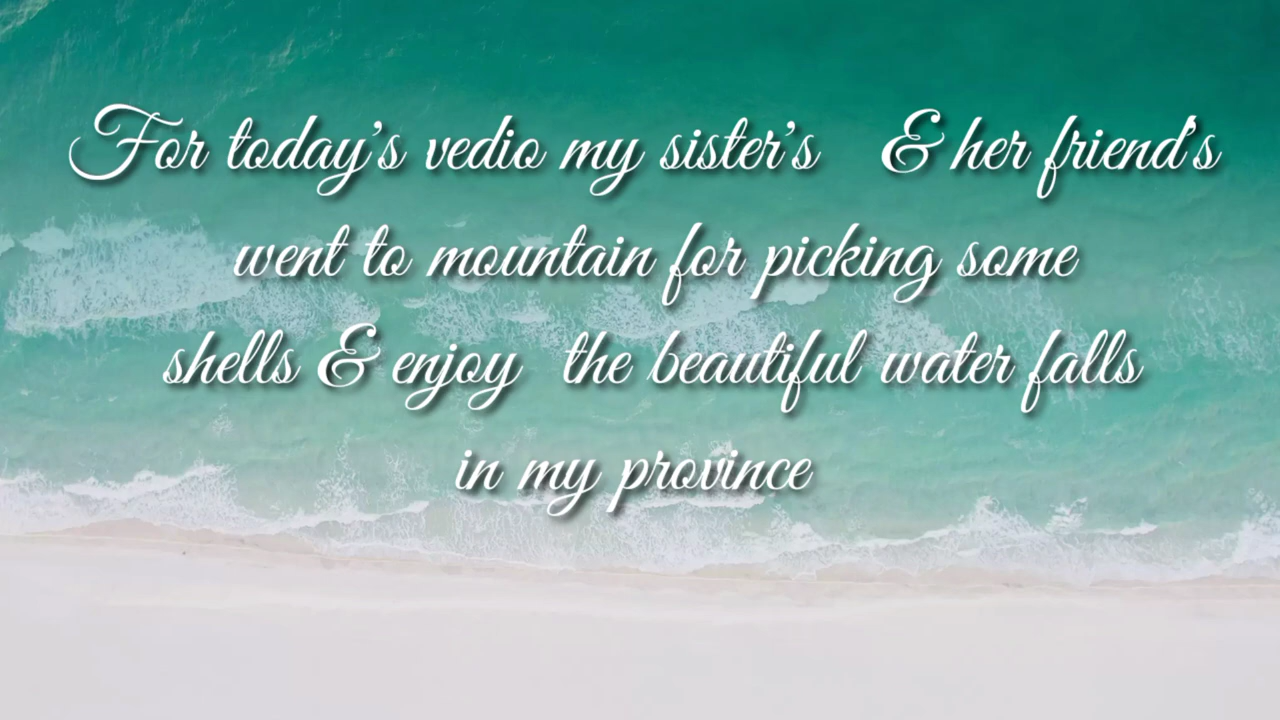 For today's vedio my sister's & her friend's
went to mountain for picking some
shells & enjoy the beautiful water falls
in my province